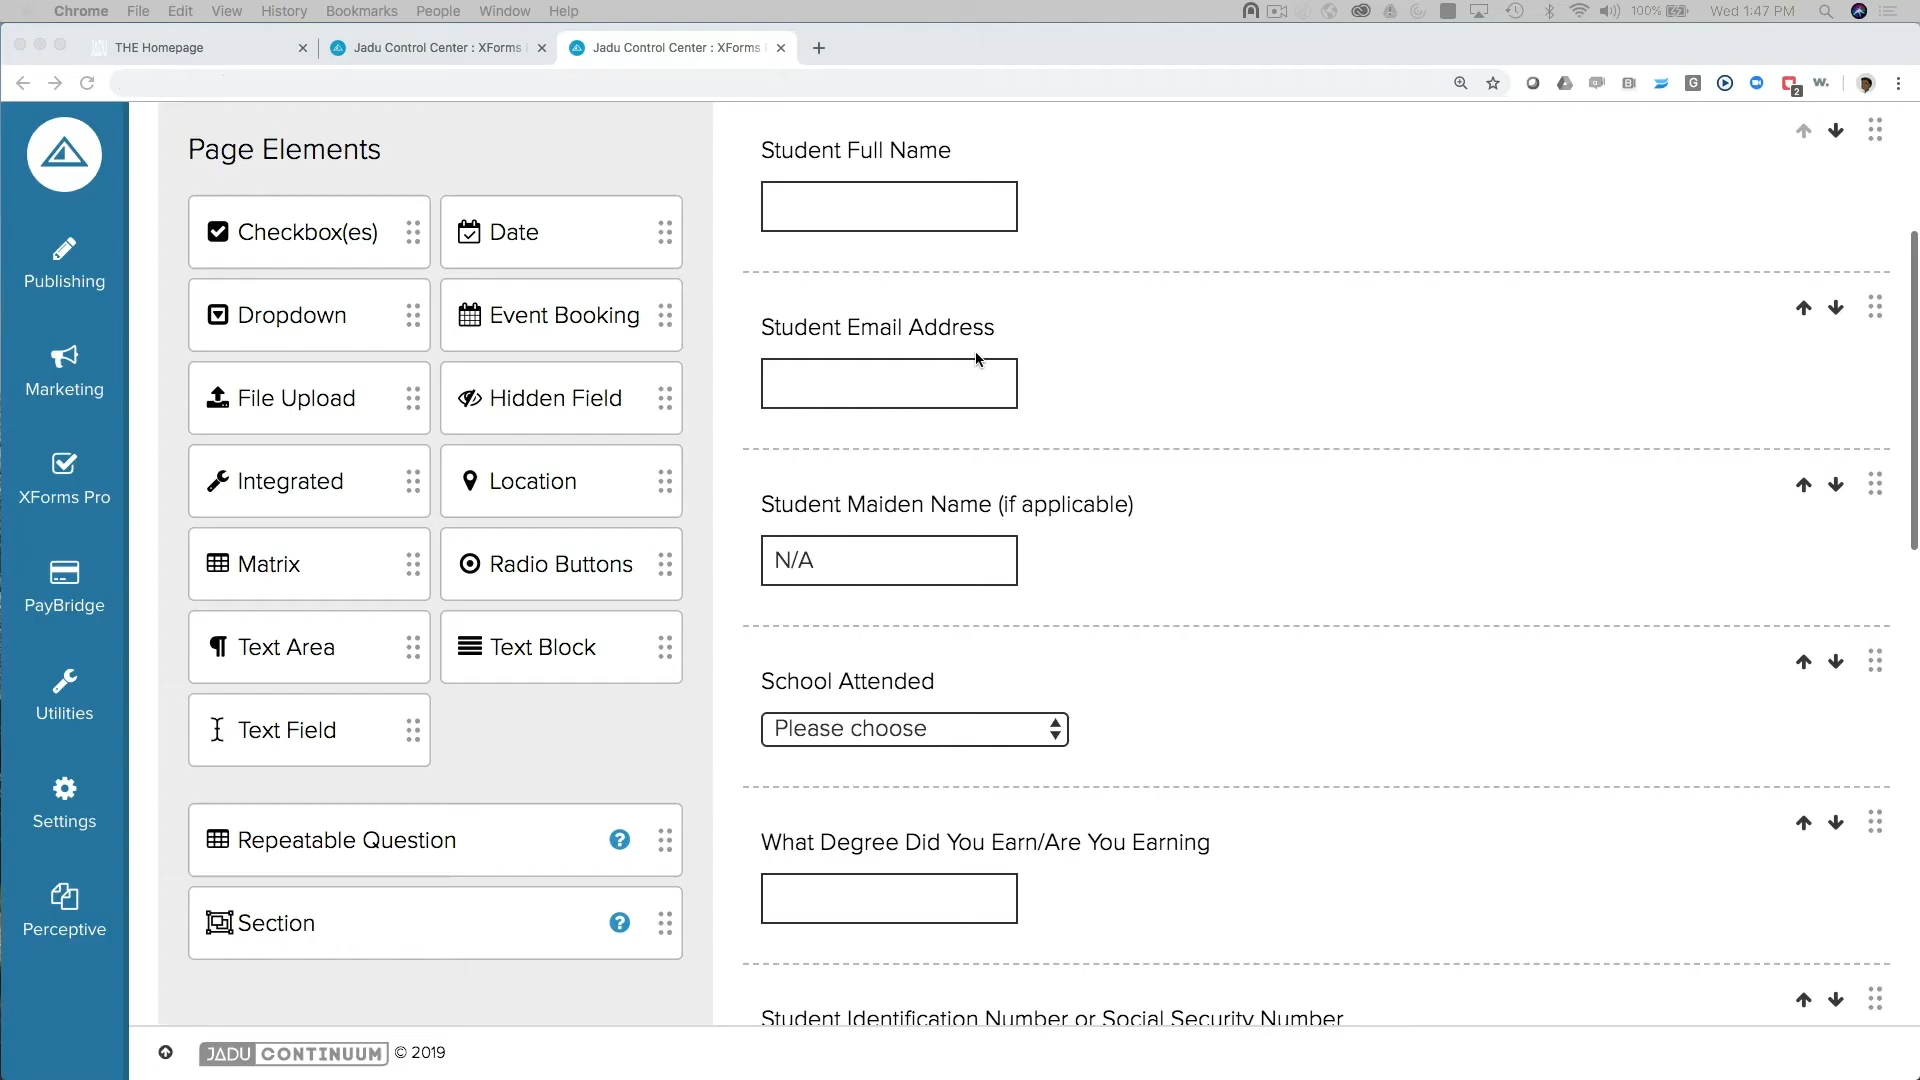 Chrome File Edit View History Bookmarks People Window Help 100% Wed 1:47 PM
THE Homepage
Jadu Control Center : XForms
Jadu Control Center : XForms
2
Publishing
Marketing
XForms Pro
PayBridge
Utilities
Settings
Perceptive
Page Elements
Checkbox(es)
Date
Dropdown
Event Booking
File Upload
Hidden Field
Integrated
Location
Matrix
Radio Buttons
Text Area
Text Block
Text Field
Repeatable Question ?
Section ?
Student Full Name
Student Email Address
Student Maiden Name (if applicable)
N/A
School Attended
Please choose
What Degree Did You Earn/Are You Earning
Student Identification Number or Social Security Number
JADU CONTINUUM © 2019